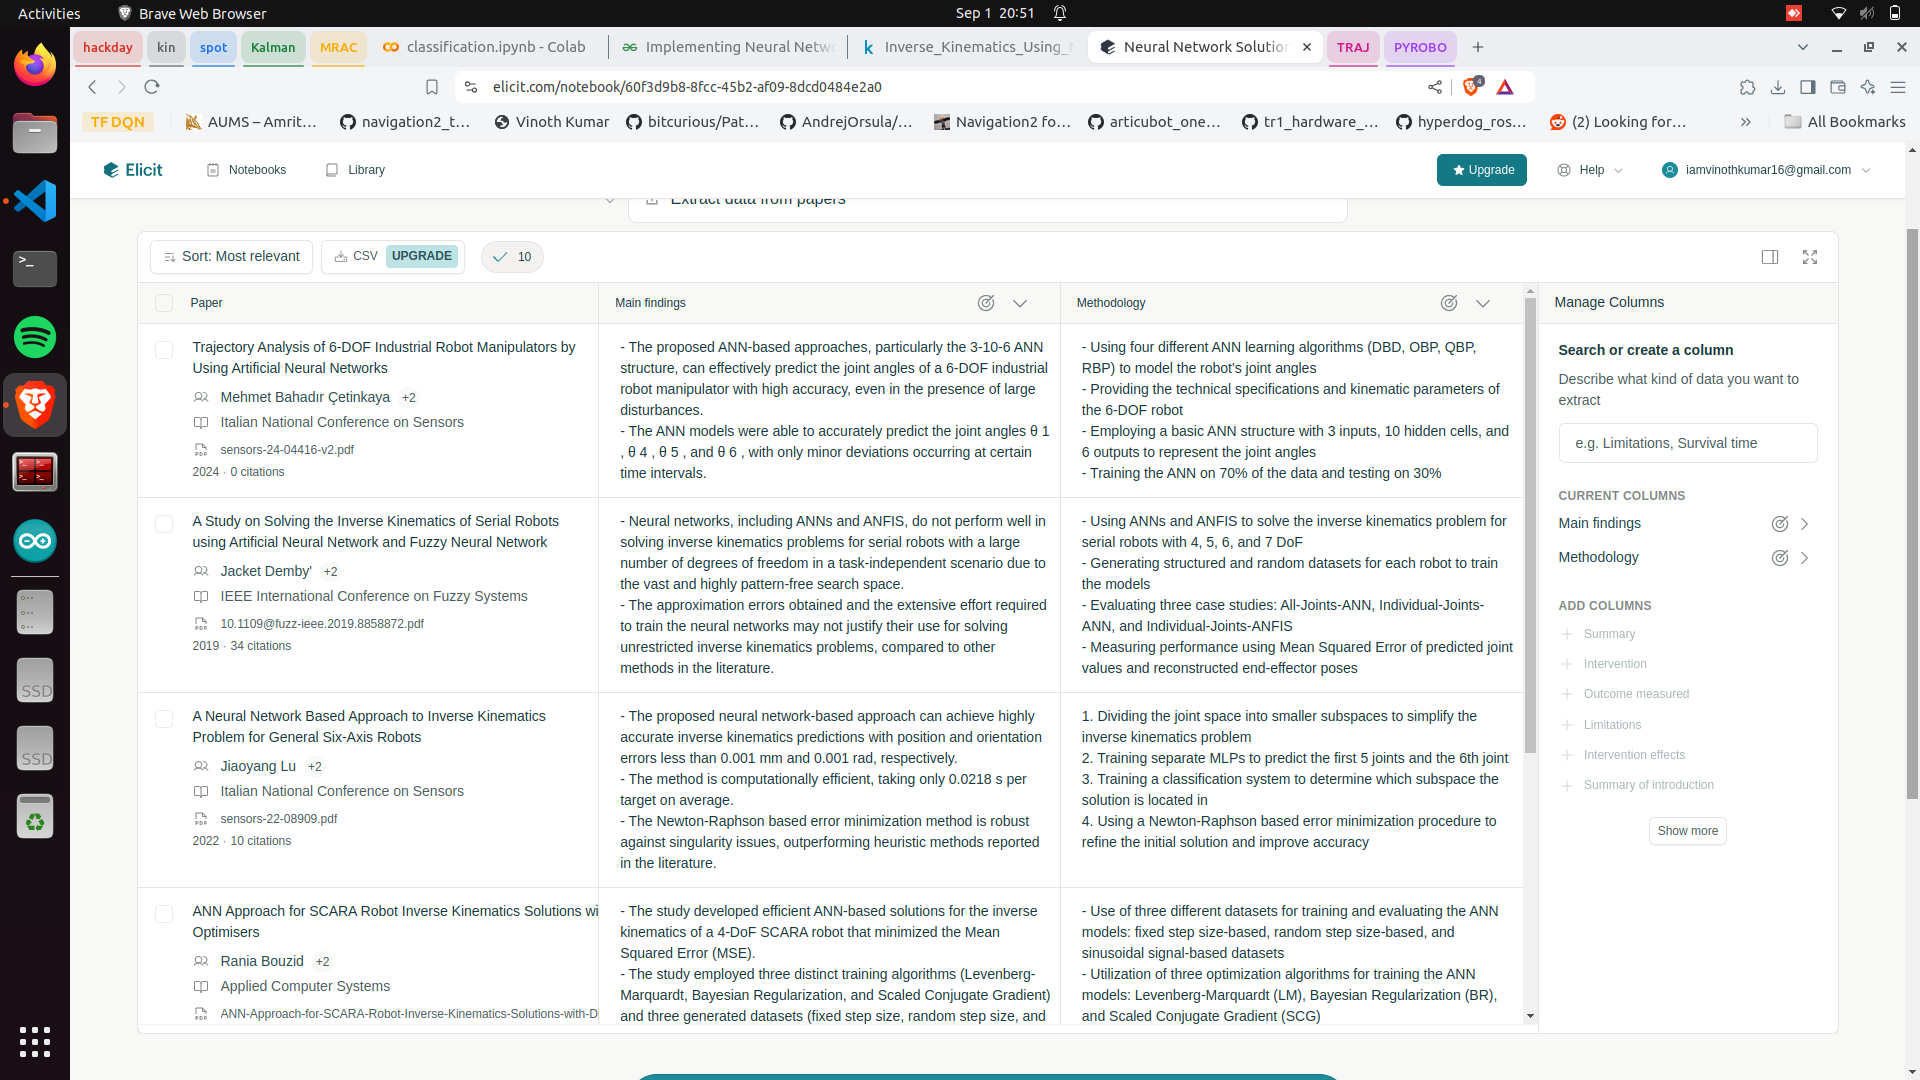 Activities
Brave Web Browser
Sep 1 20:51
hackday
kin
spot
Kalman
MRAC
classification.ipynb - Colab
Implementing Neural Netw
Inverse_Kinematics_Using_N
Neural Network Solution
TRAJ
PYROBO
elicit.com/notebook/60f3d9b8-8fcc-45b2-af09-8dcd0484e2a0
4
TF DQN
AUMS – Amrit...
navigation2_t...
Vinoth Kumar
bitcurious/Pat...
AndrejOrsula/...
Navigation2 fo...
articubot_one...
tr1_hardware_...
hyperdog_ros...
(2) Looking for...
All Bookmarks
Elicit
Notebooks
Library
Upgrade
Help
iamvinothkumar16@gmail.com
Extract data from papers
Sort: Most relevant
CSV UPGRADE
10
Paper
Main findings
Methodology
Trajectory Analysis of 6-DOF Industrial Robot Manipulators by
Using Artificial Neural Networks
Mehmet Bahadır Çetinkaya +2
Italian National Conference on Sensors
PDF sensors-24-04416-v2.pdf
2024 · 0 citations
- The proposed ANN-based approaches, particularly the 3-10-6 ANN
structure, can effectively predict the joint angles of a 6-DOF industrial
robot manipulator with high accuracy, even in the presence of large
disturbances.
- The ANN models were able to accurately predict the joint angles θ 1
, θ 4 , θ 5 , and θ 6 , with only minor deviations occurring at certain
time intervals.
- Using four different ANN learning algorithms (DBD, OBP, QBP,
RBP) to model the robot's joint angles
- Providing the technical specifications and kinematic parameters of
the 6-DOF robot
- Employing a basic ANN structure with 3 inputs, 10 hidden cells, and
6 outputs to represent the joint angles
- Training the ANN on 70% of the data and testing on 30%
A Study on Solving the Inverse Kinematics of Serial Robots
using Artificial Neural Network and Fuzzy Neural Network
Jacket Demby' +2
IEEE International Conference on Fuzzy Systems
PDF 10.1109@fuzz-ieee.2019.8858872.pdf
2019 · 34 citations
- Neural networks, including ANNs and ANFIS, do not perform well in
solving inverse kinematics problems for serial robots with a large
number of degrees of freedom in a task-independent scenario due to
the vast and highly pattern-free search space.
- The approximation errors obtained and the extensive effort required
to train the neural networks may not justify their use for solving
unrestricted inverse kinematics problems, compared to other
methods in the literature.
- Using ANNs and ANFIS to solve the inverse kinematics problem for
serial robots with 4, 5, 6, and 7 DoF
- Generating structured and random datasets for each robot to train
the models
- Evaluating three case studies: All-Joints-ANN, Individual-Joints-
ANN, and Individual-Joints-ANFIS
- Measuring performance using Mean Squared Error of predicted joint
values and reconstructed end-effector poses
A Neural Network Based Approach to Inverse Kinematics
Problem for General Six-Axis Robots
Jiaoyang Lu +2
Italian National Conference on Sensors
PDF sensors-22-08909.pdf
2022 · 10 citations
- The proposed neural network-based approach can achieve highly
accurate inverse kinematics predictions with position and orientation
errors less than 0.001 mm and 0.001 rad, respectively.
- The method is computationally efficient, taking only 0.0218 s per
target on average.
- The Newton-Raphson based error minimization method is robust
against singularity issues, outperforming heuristic methods reported
in the literature.
1. Dividing the joint space into smaller subspaces to simplify the
inverse kinematics problem
2. Training separate MLPs to predict the first 5 joints and the 6th joint
3. Training a classification system to determine which subspace the
solution is located in
4. Using a Newton-Raphson based error minimization procedure to
refine the initial solution and improve accuracy
ANN Approach for SCARA Robot Inverse Kinematics Solutions wi
Optimisers
Rania Bouzid +2
Applied Computer Systems
PDF ANN-Approach-for-SCARA-Robot-Inverse-Kinematics-Solutions-with-D
- The study developed efficient ANN-based solutions for the inverse
kinematics of a 4-DoF SCARA robot that minimized the Mean
Squared Error (MSE).
- The study employed three distinct training algorithms (Levenberg-
Marquardt, Bayesian Regularization, and Scaled Conjugate Gradient)
and three generated datasets (fixed step size, random step size, and
- Use of three different datasets for training and evaluating the ANN
models: fixed step size-based, random step size-based, and
sinusoidal signal-based datasets
- Utilization of three optimization algorithms for training the ANN
models: Levenberg-Marquardt (LM), Bayesian Regularization (BR),
and Scaled Conjugate Gradient (SCG)
Manage Columns
Search or create a column
Describe what kind of data you want to
extract
e.g. Limitations, Survival time
CURRENT COLUMNS
Main findings
Methodology
ADD COLUMNS
Summary
Intervention
Outcome measured
Limitations
Intervention effects
Summary of introduction
Show more
SSD
SSD